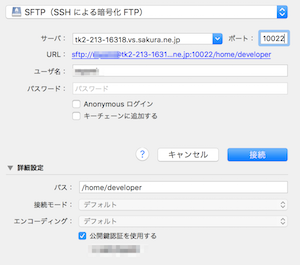 SFTP（SSH による暗号化 FTP）
サーバ： tk2-213-16318.vs.sakura.ne.jp ポート： 10022
URL： sftp:// @tk2-213-1631...ne.jp:10022/home/developer
ユーザ名：
パスワード： パスワード
Anonymous ログイン
キーチェーンに追加する
? キャンセル 接続
▼ 詳細設定
パス： /home/developer
接続モード： デフォルト
エンコーディング： デフォルト
公開鍵認証を使用する